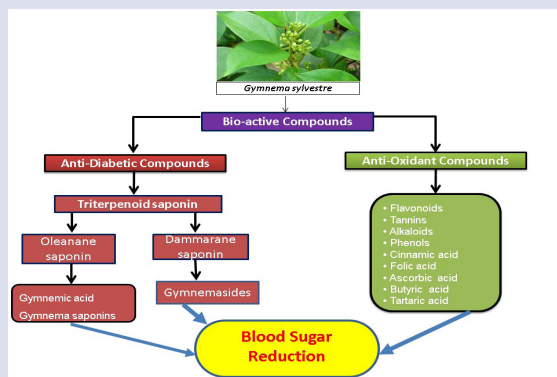 Gymnema sylvestre
Bio-active Compounds
Anti-Diabetic Compounds
Anti-Oxidant Compounds
Triterpenoid saponin
Oleanane
saponin
Dammarane
saponin
Gymnemic acid
Gymnema saponins
Gymnemasides
• Flavonoids
• Tannins
• Alkaloids
• Phenols
• Cinnamic acid
• Folic acid
• Ascorbic acid
• Butyric acid
• Tartaric acid
Blood Sugar
Reduction